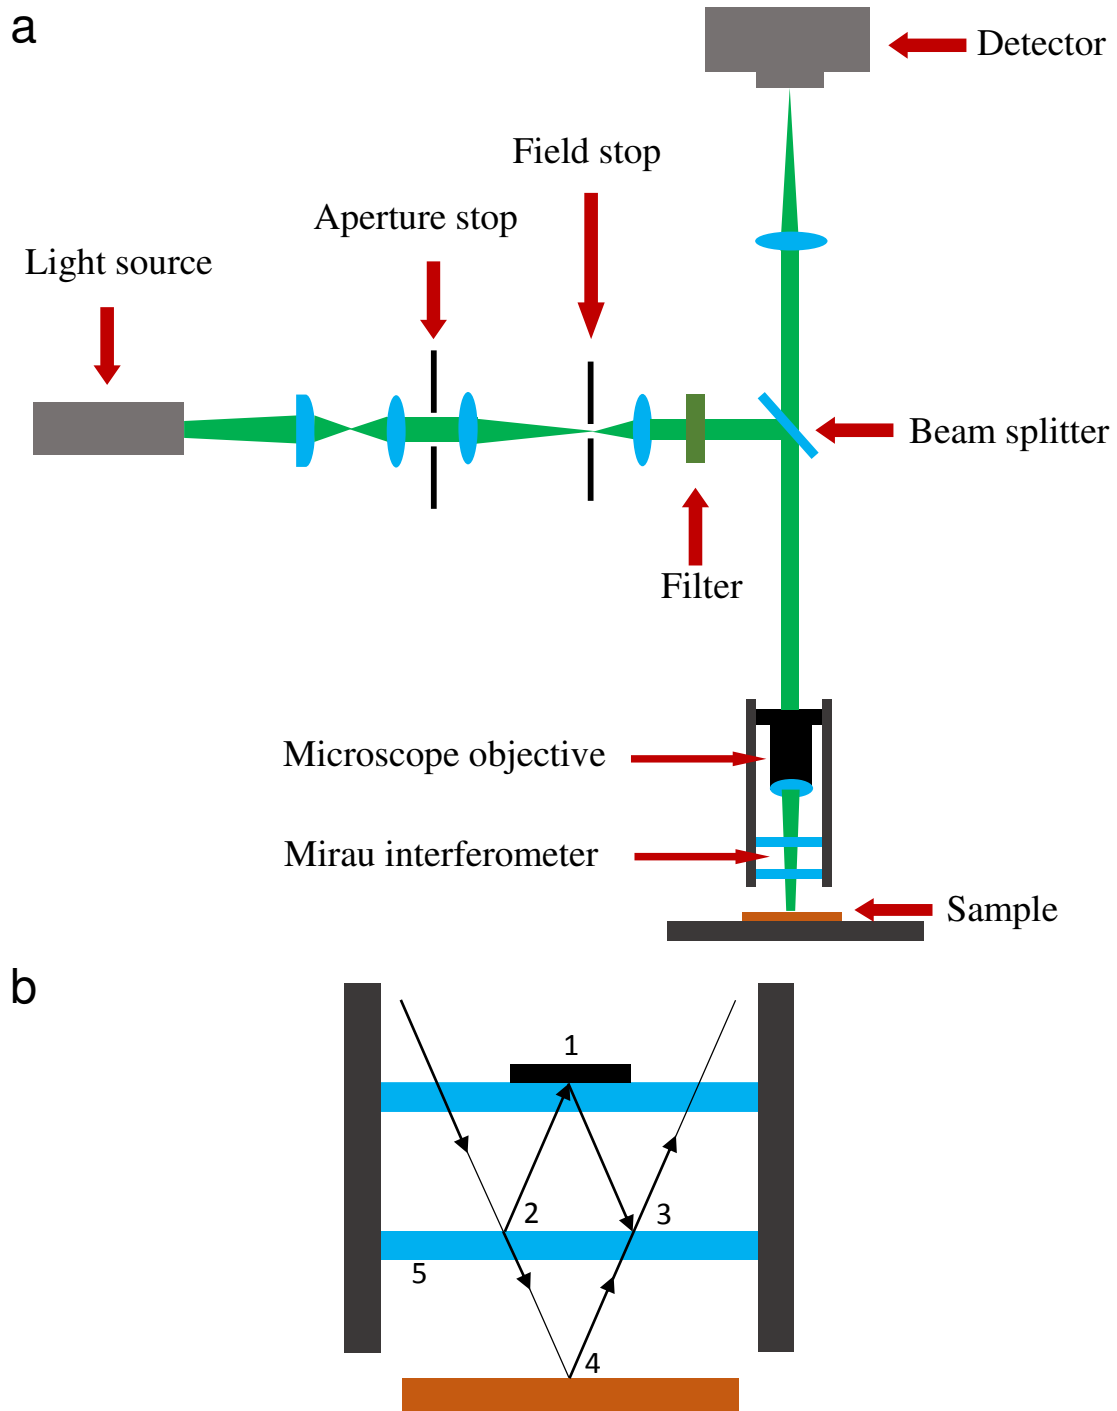 a
Detector
Field stop
Aperture stop
Light source
Beam splitter
Filter
Microscope objective
Mirau interferometer
Sample
b
1
2
3
5
4